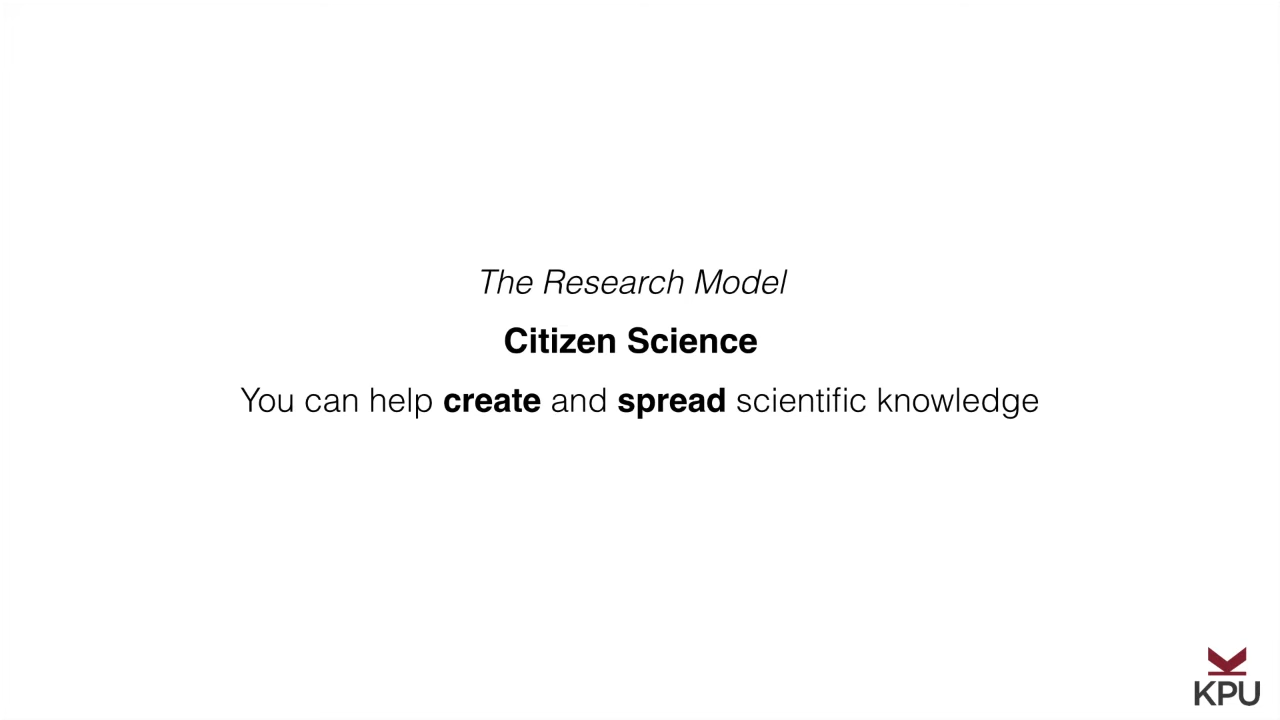 The Research Model
Citizen Science
You can help create and spread scientific knowledge
KPU